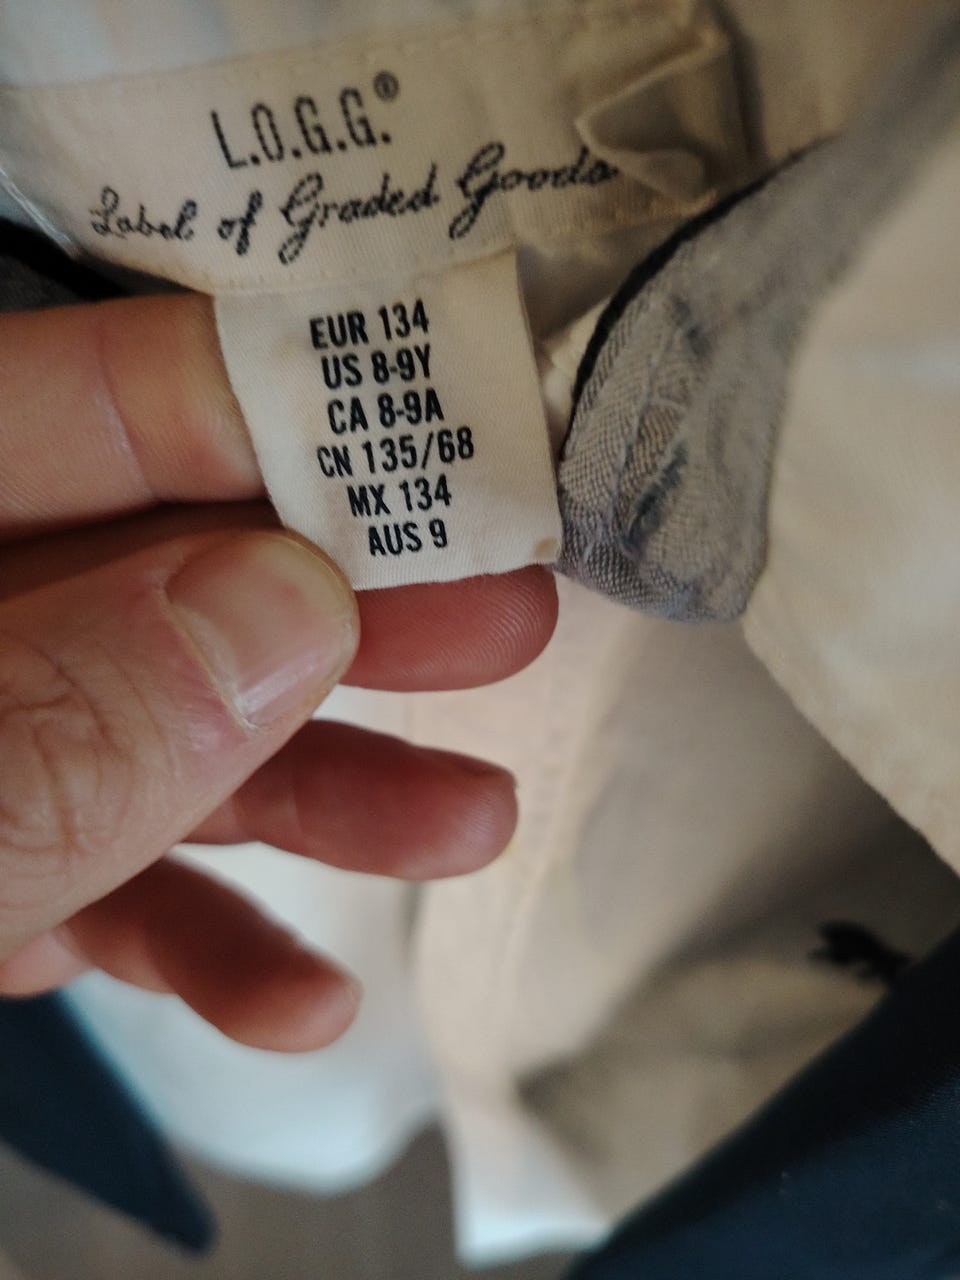 L.O.G.G.®
Label of Graded Goods
EUR 134
US 8-9Y
CA 8-9A
CN 135/68
MX 134
AUS 9